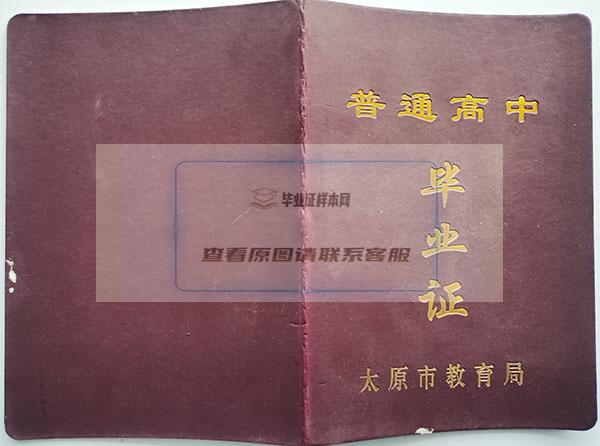 普通高中
毕业证
太原市教育局
毕业证样本网
查看原图请联系客服